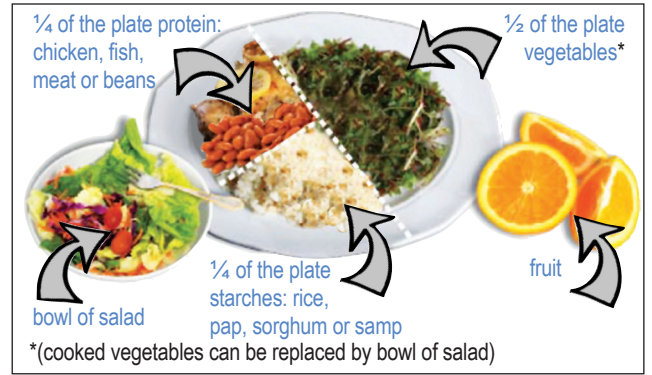 ¼ of the plate protein:
chicken, fish,
meat or beans
½ of the plate
vegetables*
bowl of salad
¼ of the plate
starches: rice,
pap, sorghum or samp
fruit
*(cooked vegetables can be replaced by bowl of salad)